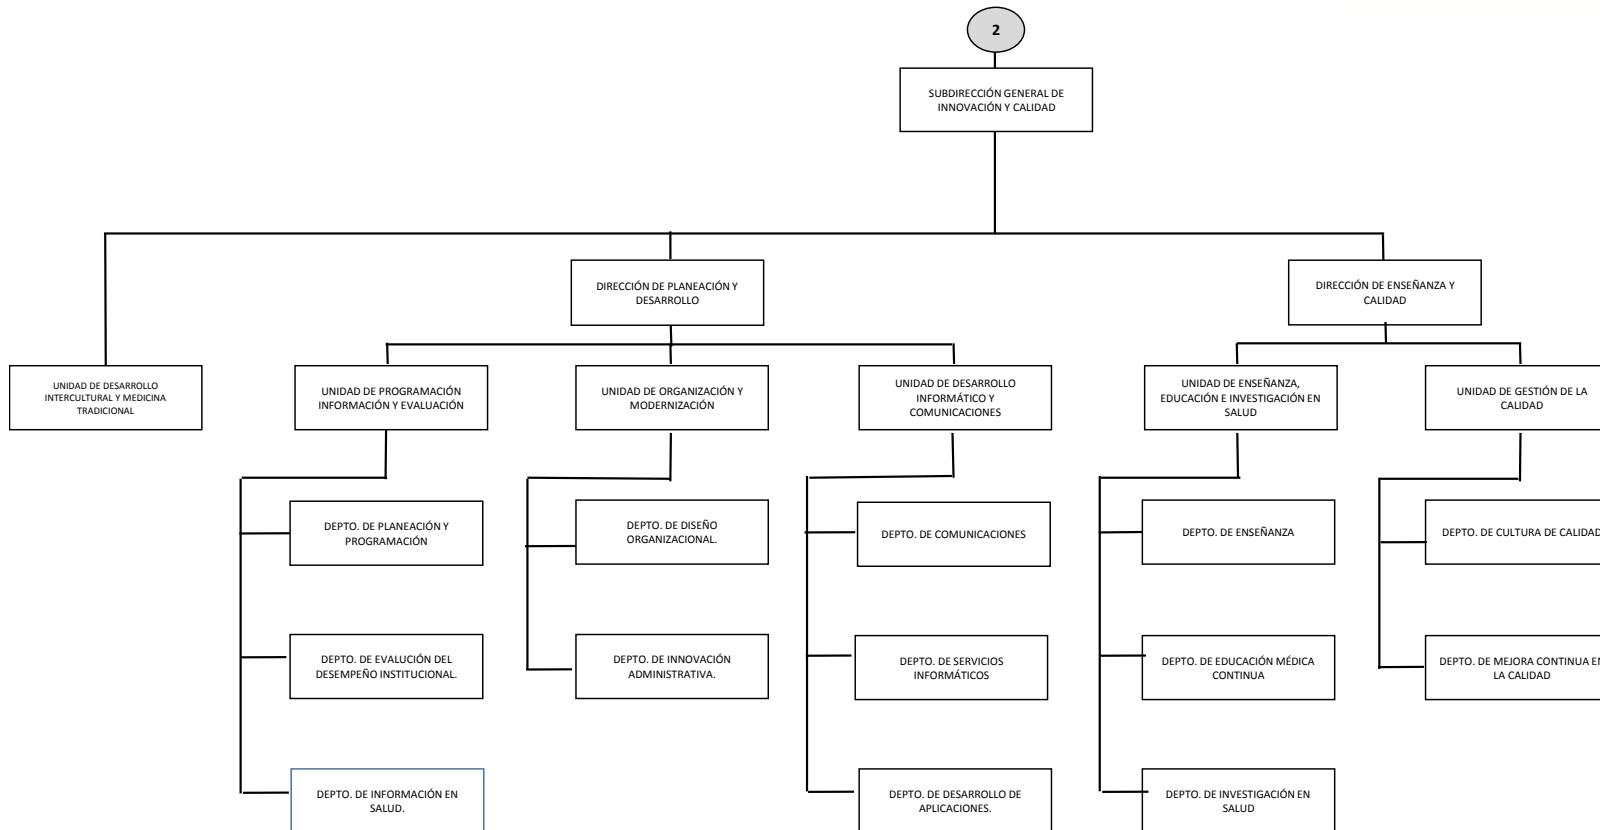 2
SUBDIRECCIÓN GENERAL DE
INNOVACIÓN Y CALIDAD
DIRECCIÓN DE PLANEACIÓN Y
DESARROLLO
DIRECCIÓN DE ENSEÑANZA Y
CALIDAD
UNIDAD DE DESARROLLO
INTERCULTURAL Y MEDICINA
TRADICIONAL
UNIDAD DE PROGRAMACIÓN
INFORMACIÓN Y EVALUACIÓN
UNIDAD DE ORGANIZACIÓN Y
MODERNIZACIÓN
UNIDAD DE DESARROLLO
INFORMÁTICO Y
COMUNICACIONES
UNIDAD DE ENSEÑANZA,
EDUCACIÓN E INVESTIGACIÓN EN
SALUD
UNIDAD DE GESTIÓN DE LA
CALIDAD
DEPTO. DE PLANEACIÓN Y
PROGRAMACIÓN
DEPTO. DE DISEÑO
ORGANIZACIONAL.
DEPTO. DE COMUNICACIONES
DEPTO. DE ENSEÑANZA
DEPTO. DE CULTURA DE CALIDAD
DEPTO. DE EVALUCIÓN DEL
DESEMPEÑO INSTITUCIONAL.
DEPTO. DE INNOVACIÓN
ADMINISTRATIVA.
DEPTO. DE SERVICIOS
INFORMÁTICOS
DEPTO. DE EDUCACIÓN MÉDICA
CONTINUA
DEPTO. DE MEJORA CONTINUA EN
LA CALIDAD
DEPTO. DE INFORMACIÓN EN
SALUD.
DEPTO. DE DESARROLLO DE
APLICACIONES.
DEPTO. DE INVESTIGACIÓN EN
SALUD